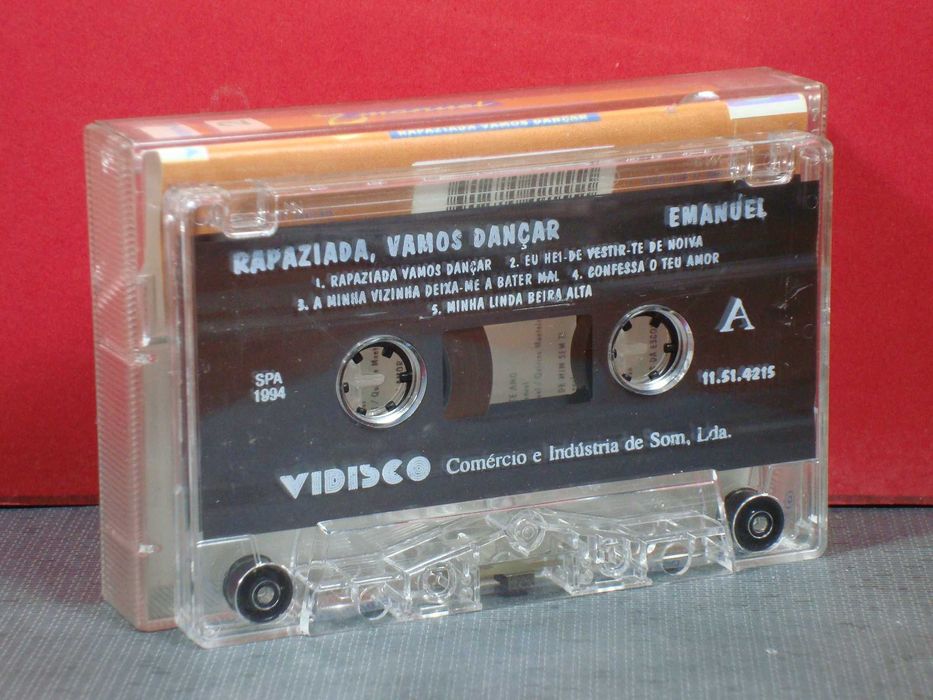 RAPAZIADA VAMOS DANÇAR
RAPAZIADA, VAMOS DANÇAR EMANUEL
1. RAPAZIADA VAMOS DANÇAR 2. EU HEI-DE VESTIR-TE DE NOIVA
3. A MINHA VIZINHA DEIXA-ME A BATER MAL 4. CONFESSA O TEU AMOR
5. MINHA LINDA BEIRA ALTA
A
SPA
1994
11.51.4215
VIDISCO Comércio e Indústria de Som, Lda.